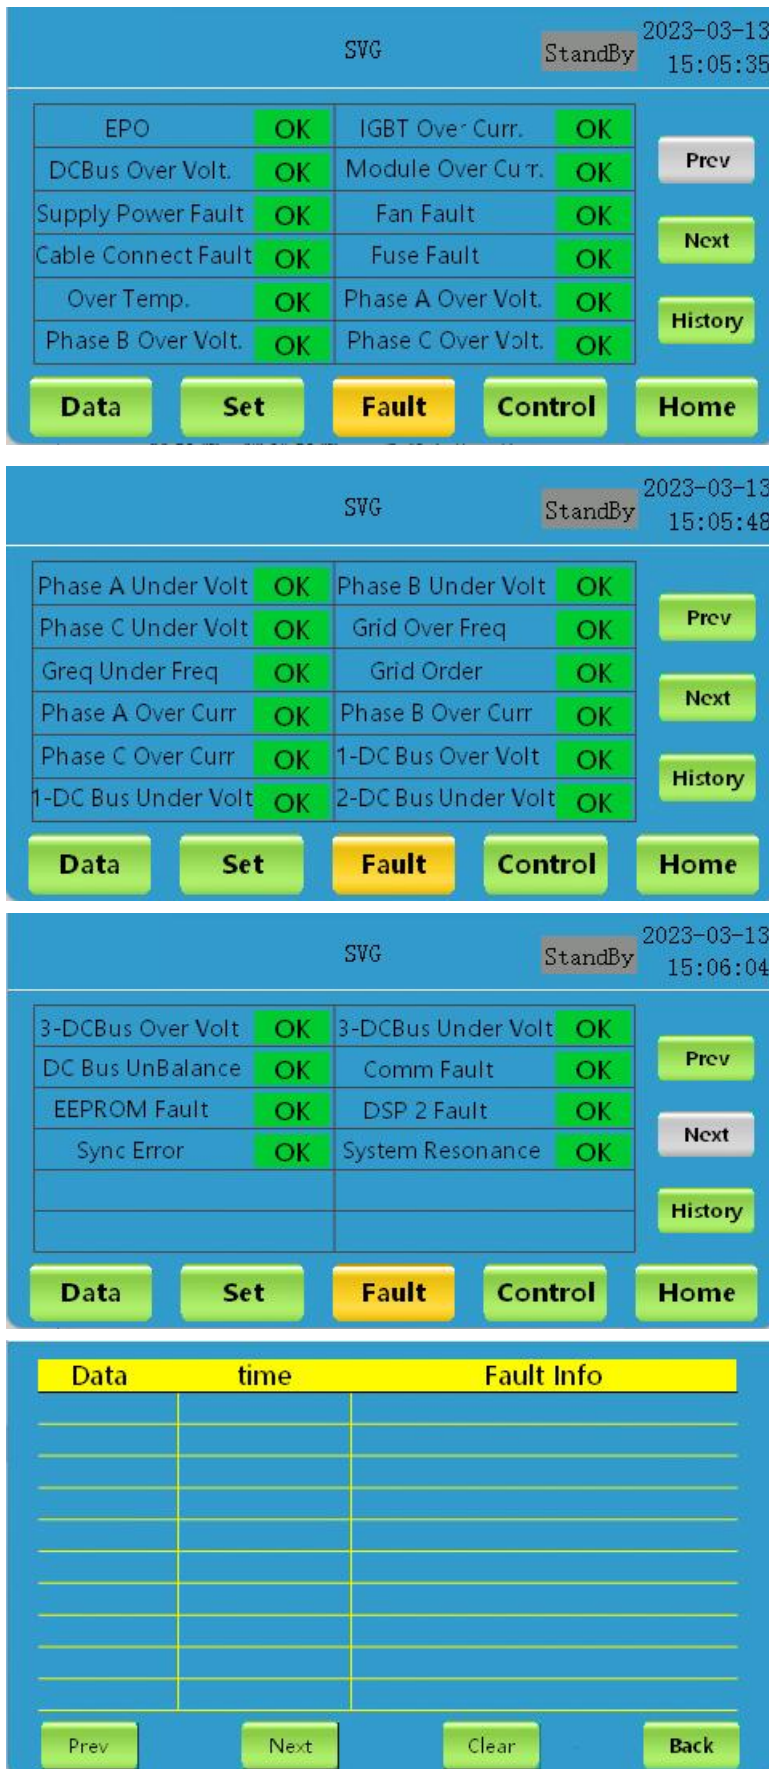 SVG StandBy 2023-03-13
15:05:35
EPO OK IGBT Over Curr. OK
DCBus Over Volt. OK Module Over Curr. OK
Prev
Supply Power Fault OK Fan Fault OK
Next
Cable Connect Fault OK Fuse Fault OK
Over Temp. OK Phase A Over Volt. OK
History
Phase B Over Volt. OK Phase C Over Volt. OK
Data Set Fault Control Home
SVG StandBy 2023-03-13
15:05:48
Phase A Under Volt OK Phase B Under Volt OK
Prev
Phase C Under Volt OK Grid Over Freq OK
Greq Under Freq OK Grid Order OK
Next
Phase A Over Curr OK Phase B Over Curr OK
Phase C Over Curr OK 1-DC Bus Over Volt OK
History
1-DC Bus Under Volt OK 2-DC Bus Under Volt OK
Data Set Fault Control Home
SVG StandBy 2023-03-13
15:06:04
3-DCBus Over Volt OK 3-DCBus Under Volt OK
Prev
DC Bus UnBalance OK Comm Fault OK
EEPROM Fault OK DSP 2 Fault OK
Next
Sync Error OK System Resonance OK
History
Data Set Fault Control Home
Data time Fault Info
Prev Next Clear Back